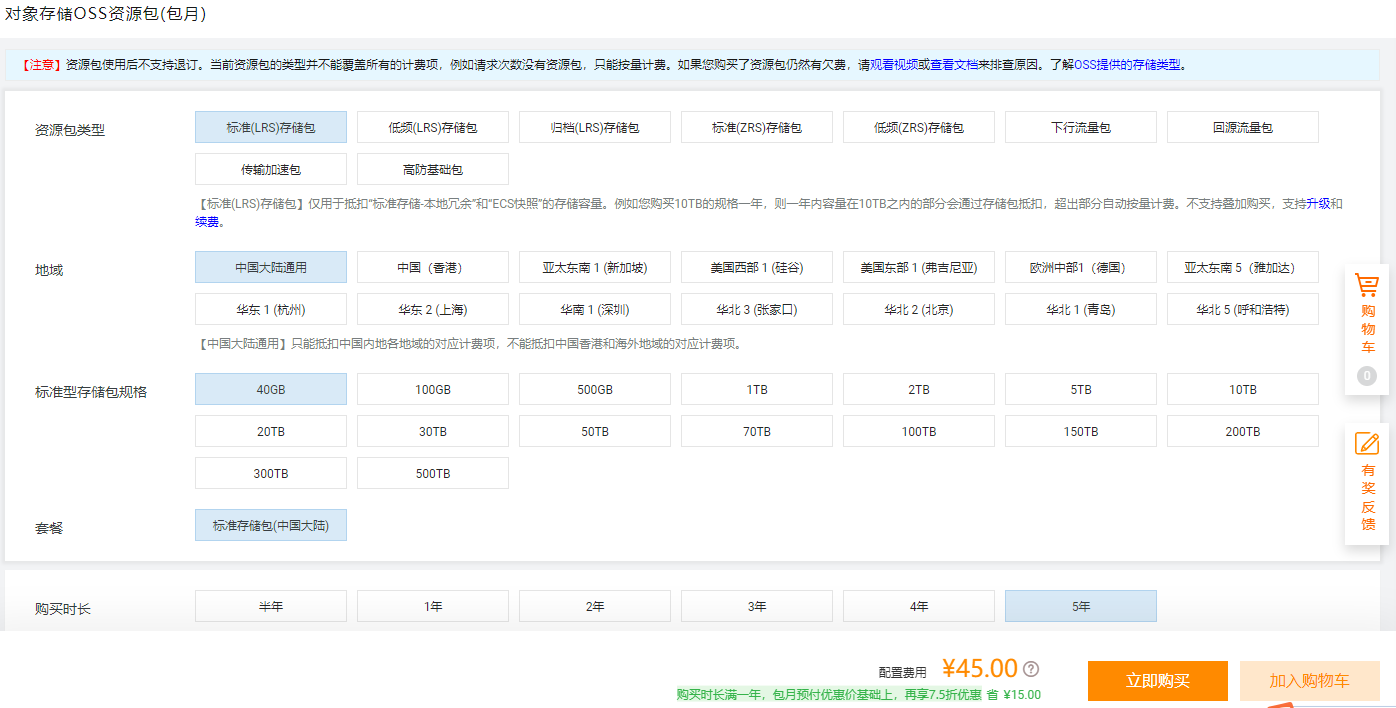 对象存储OSS资源包(包月)
【注意】资源包使用后不支持退订。当前资源包的类型并不能覆盖所有的计费项，例如请求次数没有资源包，只能按量计费。如果您购买了资源包仍然有欠费，请观看视频或查看文档来排查原因。了解OSS提供的存储类型。
资源包类型 标准(LRS)存储包 低频(LRS)存储包 归档(LRS)存储包 标准(ZRS)存储包 低频(ZRS)存储包 下行流量包 回源流量包
传输加速包 高防基础包
【标准(LRS)存储包】仅用于抵扣“标准存储-本地冗余”和“ECS快照”的存储容量。例如您购买10TB的规格一年，则一年内容量在10TB之内的部分会通过存储包抵扣，超出部分自动按量计费。不支持叠加购买，支持升级和
续费。
地域 中国大陆通用 中国（香港） 亚太东南 1 (新加坡) 美国西部 1 (硅谷) 美国东部 1 (弗吉尼亚) 欧洲中部1（德国） 亚太东南 5（雅加达）
华东 1 (杭州) 华东 2 (上海) 华南 1 (深圳) 华北 3 (张家口) 华北 2 (北京) 华北 1 (青岛) 华北 5 (呼和浩特)
【中国大陆通用】只能抵扣中国内地各地域的对应计费项，不能抵扣中国香港和海外地域的对应计费项。
标准型存储包规格 40GB 100GB 500GB 1TB 2TB 5TB 10TB
20TB 30TB 50TB 70TB 100TB 150TB 200TB
300TB 500TB
套餐 标准存储包(中国大陆)
购买时长 半年 1年 2年 3年 4年 5年
配置费用 ¥45.00 ?
购买时长满一年，包月预付优惠价基础上，再享7.5折优惠 省 ¥15.00
立即购买 加入购物车
购
物
车
0
有
奖
反
馈